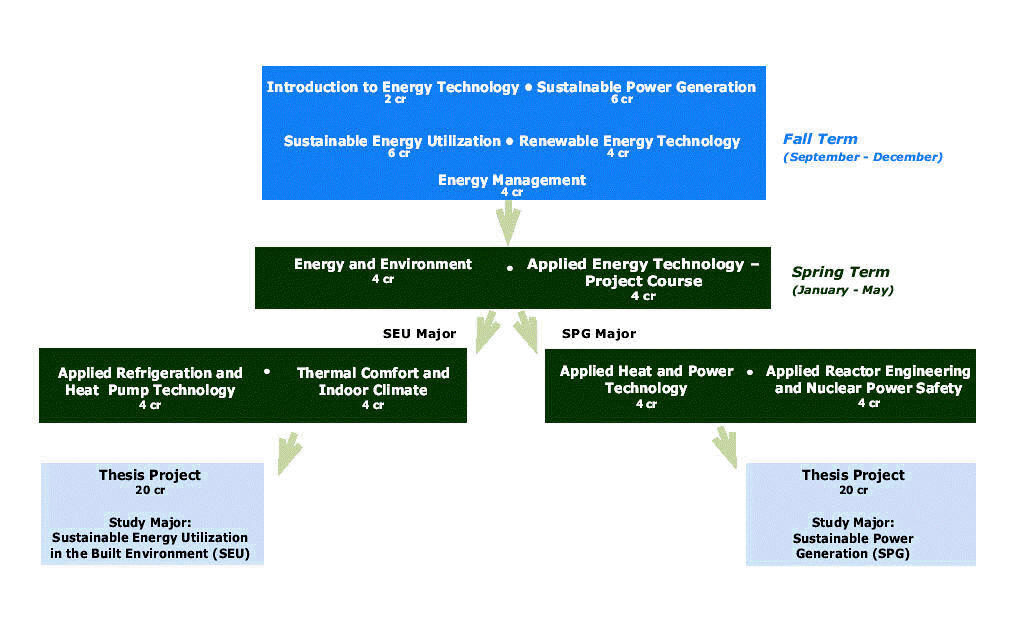 Introduction to Energy Technology • Sustainable Power Generation
2 cr 6 cr
Sustainable Energy Utilization • Renewable Energy Technology
6 cr 4 cr
Energy Management
4 cr
Fall Term
(September - December)
Energy and Environment
4 cr
•
Applied Energy Technology –
Project Course
4 cr
Spring Term
(January - May)
SEU Major
SPG Major
Applied Refrigeration and
Heat Pump Technology
4 cr
•
Thermal Comfort and
Indoor Climate
4 cr
Applied Heat and Power
Technology
4 cr
•
Applied Reactor Engineering
and Nuclear Power Safety
4 cr
Thesis Project
20 cr
Study Major:
Sustainable Energy Utilization
in the Built Environment (SEU)
Thesis Project
20 cr
Study Major:
Sustainable Power
Generation (SPG)